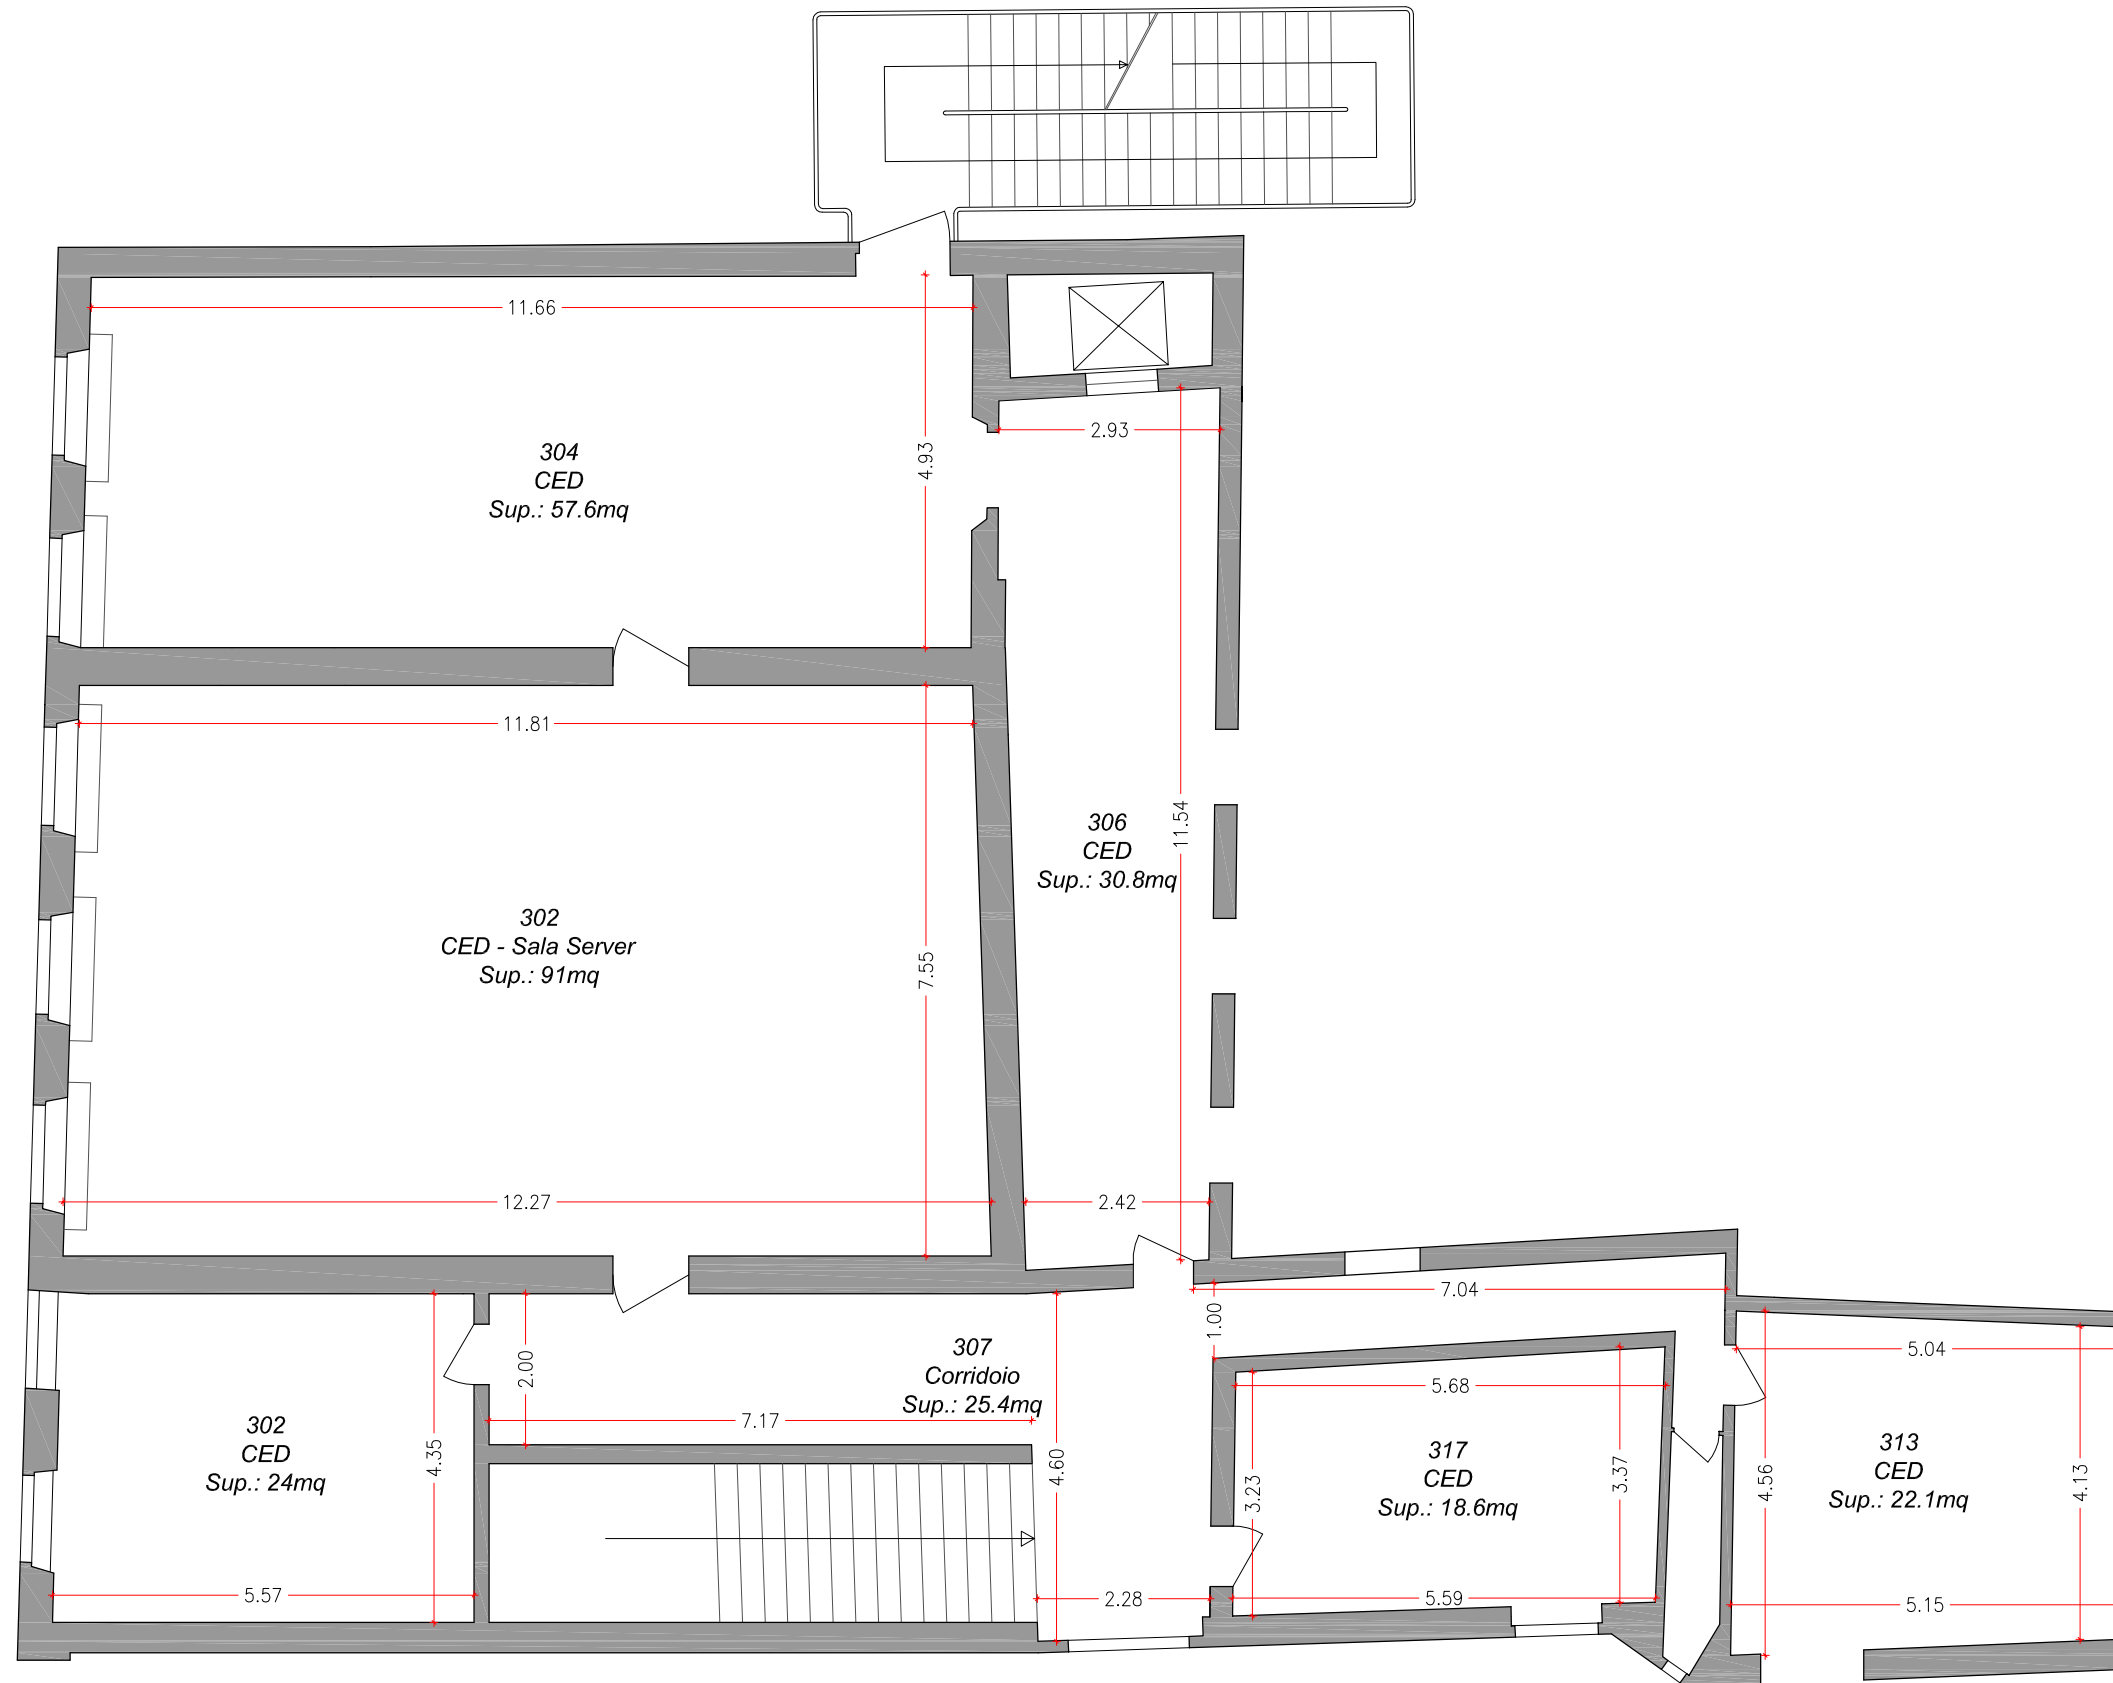 11.66
2.93
304
CED
Sup.: 57.6mq
4.93
11.81
306
CED
Sup.: 30.8mq
11.54
302
CED - Sala Server
Sup.: 91mq
7.55
12.27
2.42
7.04
1.00
307
Corridoio
Sup.: 25.4mq
2.00
5.04
5.68
7.17
302
CED
Sup.: 24mq
4.35
4.60
317
CED
Sup.: 18.6mq
3.23
3.37
313
CED
Sup.: 22.1mq
4.56
4.13
5.57
2.28
5.59
5.15